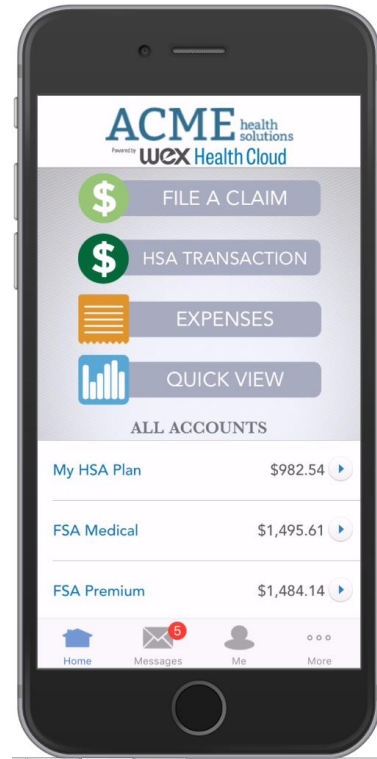 ACME health solutions
Powered by WEX Health Cloud
$ FILE A CLAIM
$ HSA TRANSACTION
EXPENSES
QUICK VIEW
ALL ACCOUNTS
My HSA Plan $982.54
FSA Medical $1,495.61
FSA Premium $1,484.14
5
Home Messages Me More